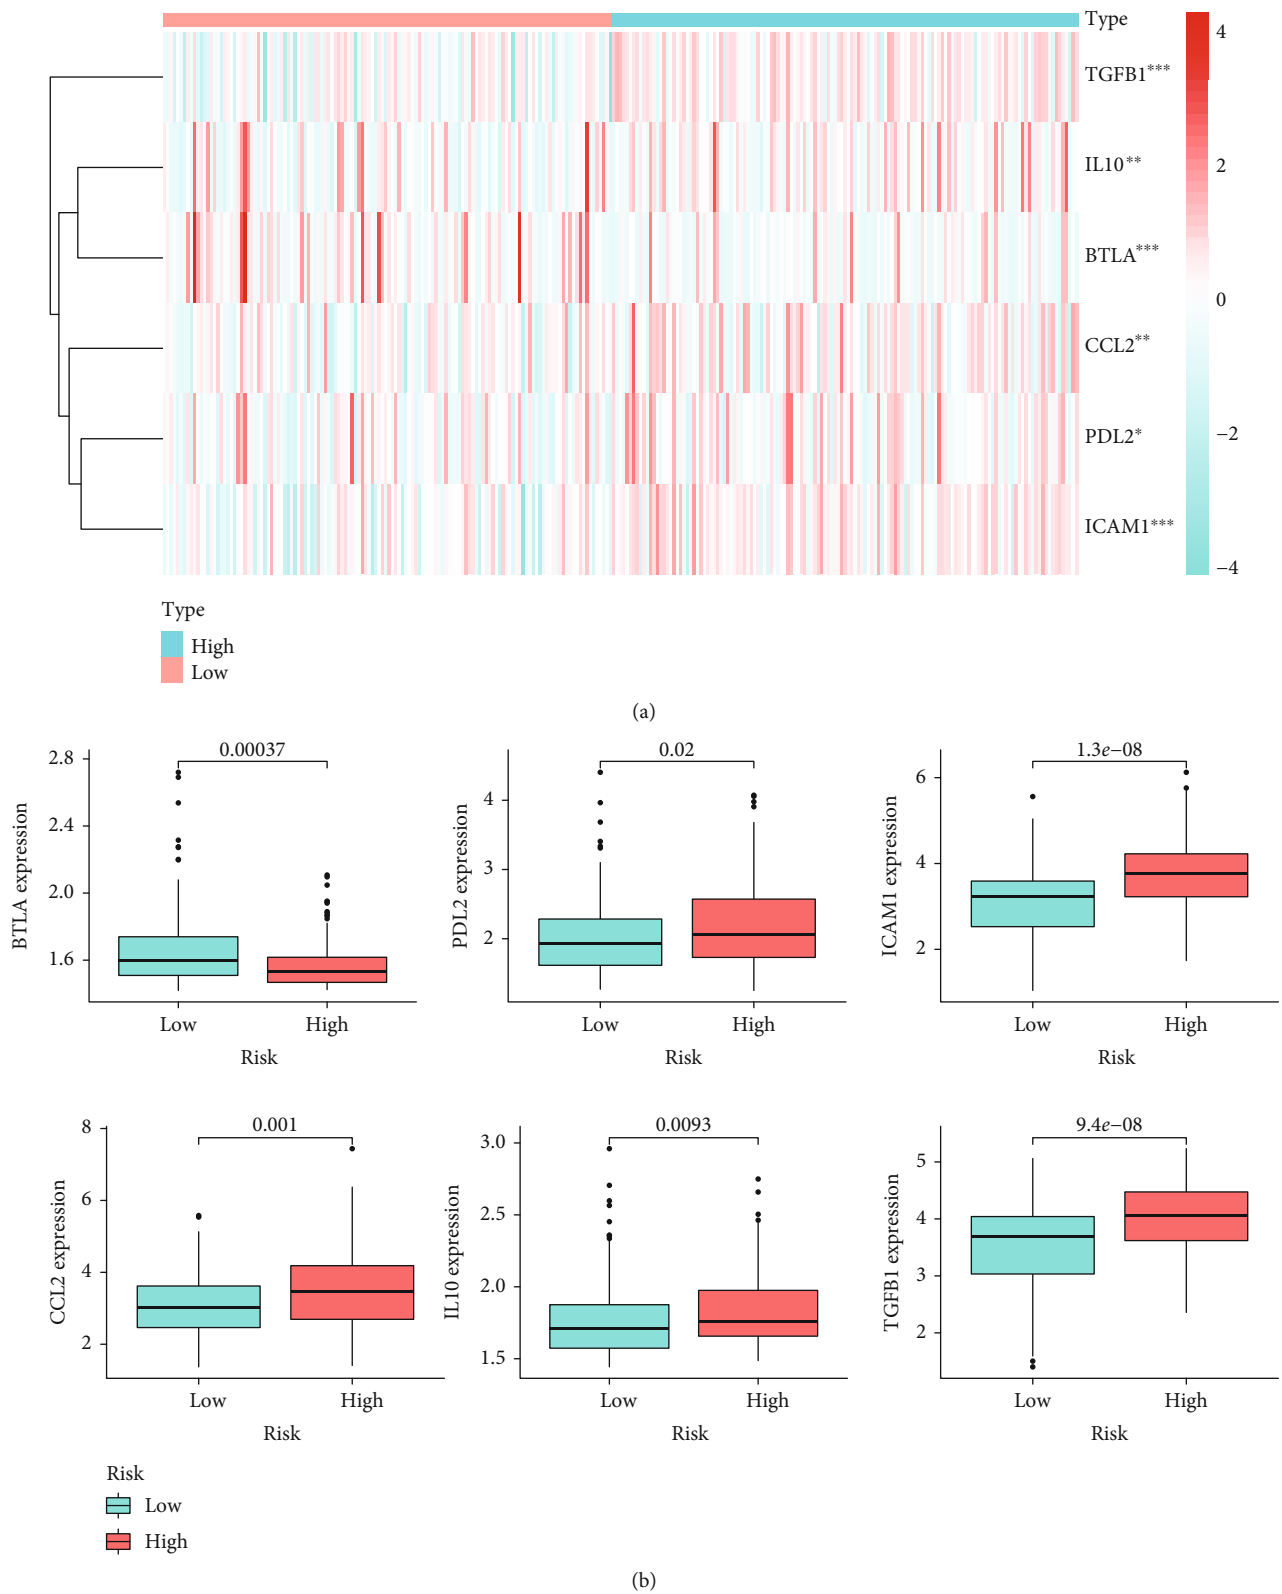 Type
TGFB1***
IL10**
BTLA***
CCL2**
PDL2*
ICAM1***
4
2
0
−2
−4
Type
High
Low
(a)
BTLA expression
2.8
2.4
2.0
1.6
0.00037
Low High
Risk
PDL2 expression
4
3
2
0.02
Low High
Risk
ICAM1 expression
6
4
2
1.3e−08
Low High
Risk
CCL2 expression
8
6
4
2
0.001
Low High
Risk
IL10 expression
3.0
2.5
2.0
1.5
0.0093
Low High
Risk
TGFB1 expression
5
4
3
2
9.4e−08
Low High
Risk
Risk
Low
High
(b)